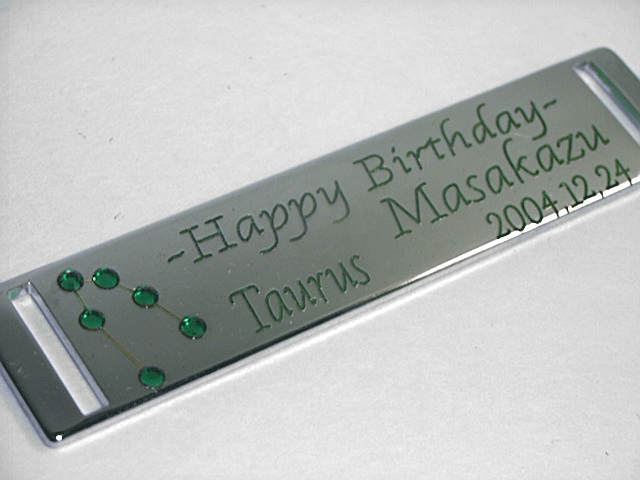 ~Happy Birthday~
Taurus Masakazu
2004.12.24